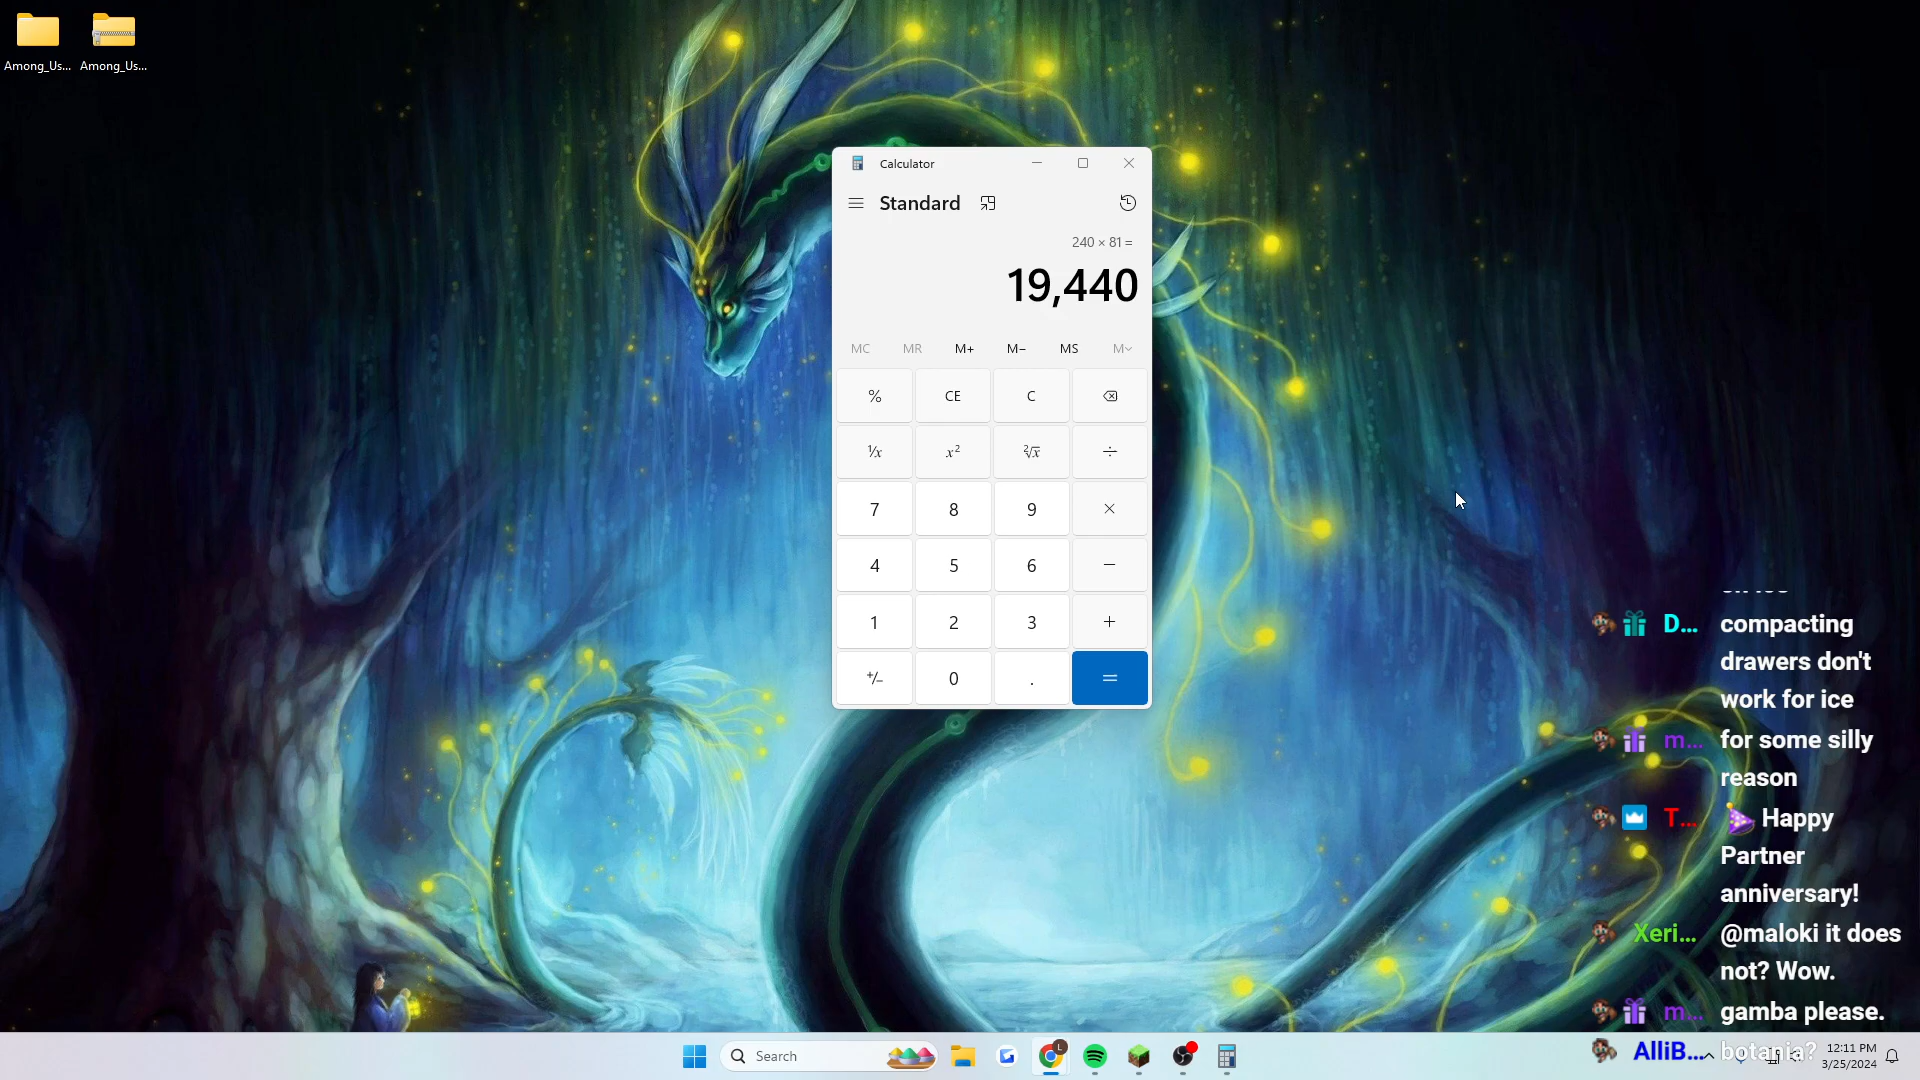 Among_Us...
Among_Us...
Calculator
Standard
240 × 81 =
19,440
MC MR M+ M− MS M
% CE C
⅟x x² ²√x ÷
7 8 9 ×
4 5 6 −
1 2 3 +
+/− 0 . =
D... compacting
drawers don't
work for ice
m... for some silly
reason
T... Happy
Partner
anniversary!
Xeri... @maloki it does
not? Wow.
m... gamba please.
AlliB... botania?
Search
L
12:11 PM
3/25/2024